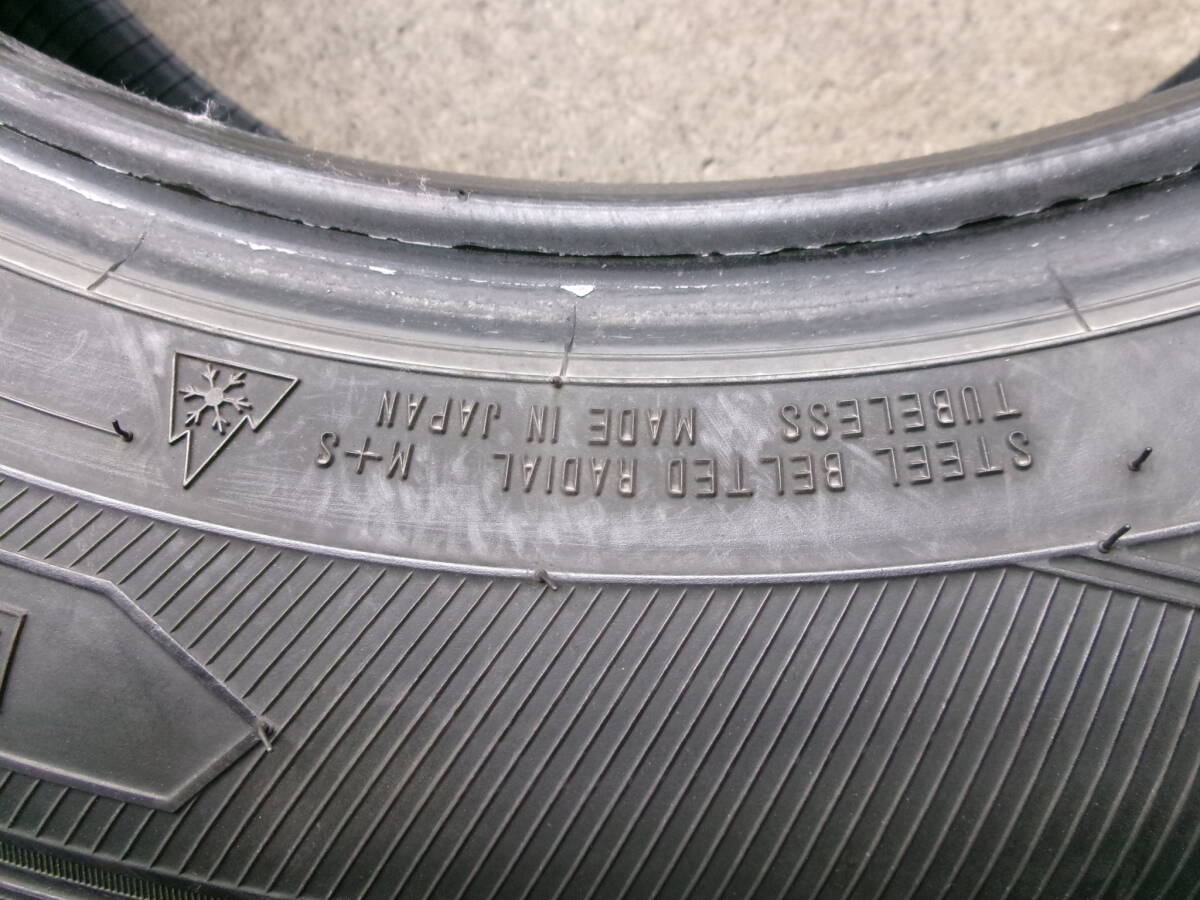 STEEL BELTED RADIAL M+S
TUBELESS MADE IN JAPAN